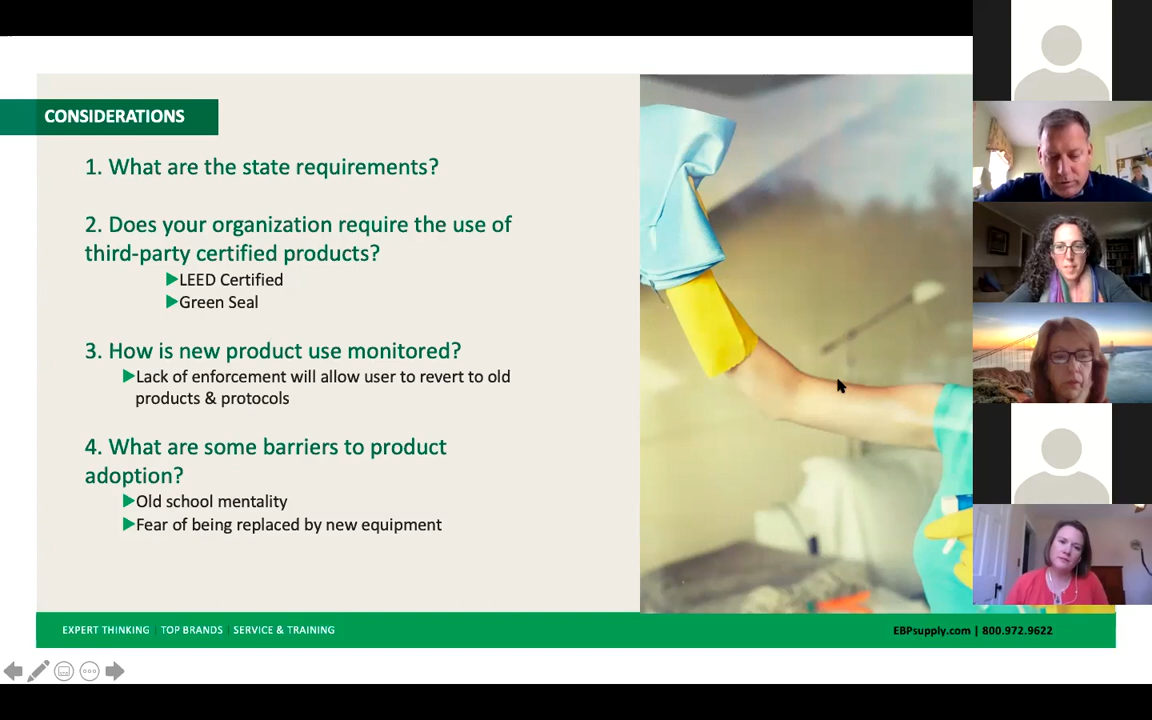 CONSIDERATIONS
1. What are the state requirements?
2. Does your organization require the use of
third-party certified products?
▶LEED Certified
▶Green Seal
3. How is new product use monitored?
▶Lack of enforcement will allow user to revert to old
products & protocols
4. What are some barriers to product
adoption?
▶Old school mentality
▶Fear of being replaced by new equipment
EXPERT THINKING | TOP BRANDS | SERVICE & TRAINING
EBPsupply.com | 800.972.9622